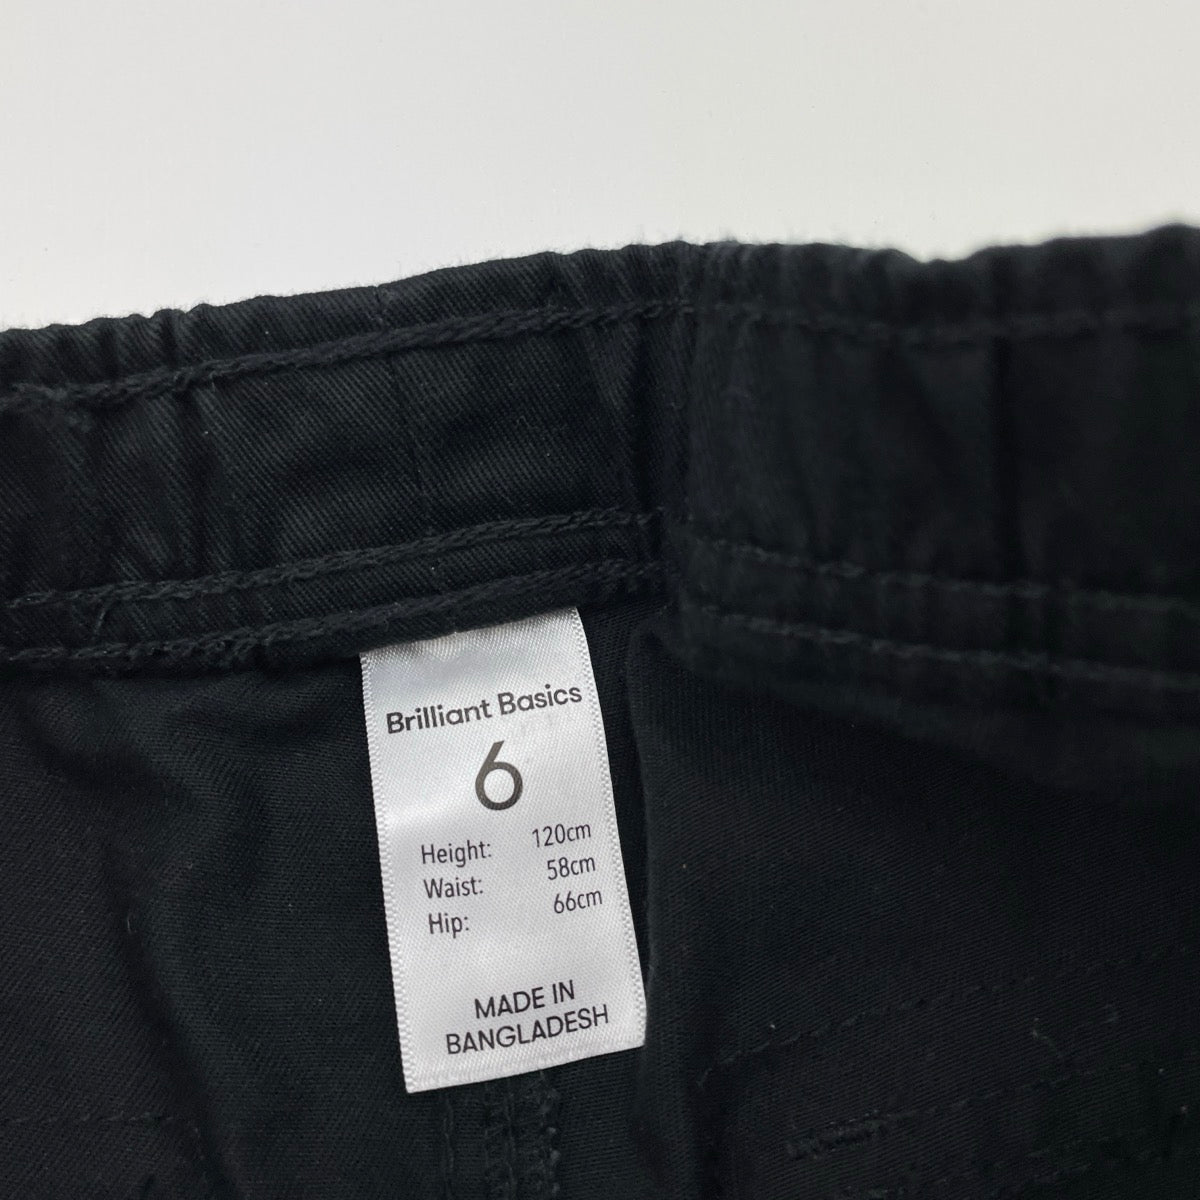 Brilliant Basics
6
Height: 120cm
Waist: 58cm
Hip: 66cm
MADE IN
BANGLADESH